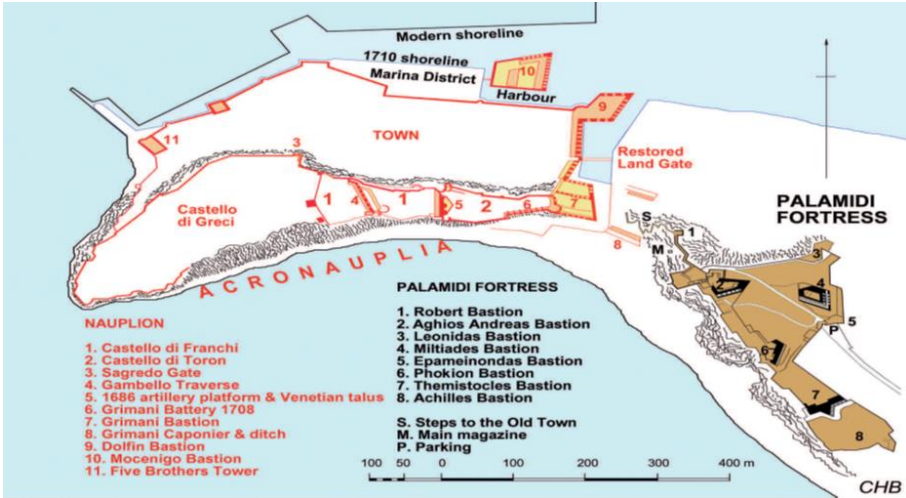 Modern shoreline
1710 shoreline
Marina District
10
Harbour
9
11
TOWN
3
Restored
Land Gate
Castello
di Greci
1
4
1
5
2
6
7
8
ACRONAUPLIA
PALAMIDI
FORTRESS
S
1
M
3
2
4
5
P
6
7
8
NAUPLION
1. Castello di Franchi
2. Castello di Toron
3. Sagredo Gate
4. Gambello Traverse
5. 1686 artillery platform & Venetian talus
6. Grimani Battery 1708
7. Grimani Bastion
8. Grimani Caponier & ditch
9. Dolfin Bastion
10. Mocenigo Bastion
11. Five Brothers Tower
PALAMIDI FORTRESS
1. Robert Bastion
2. Aghios Andreas Bastion
3. Leonidas Bastion
4. Miltiades Bastion
5. Epameinondas Bastion
6. Phokion Bastion
7. Themistocles Bastion
8. Achilles Bastion
S. Steps to the Old Town
M. Main magazine
P. Parking
100 50 0 100 200 300 400 m
CHB